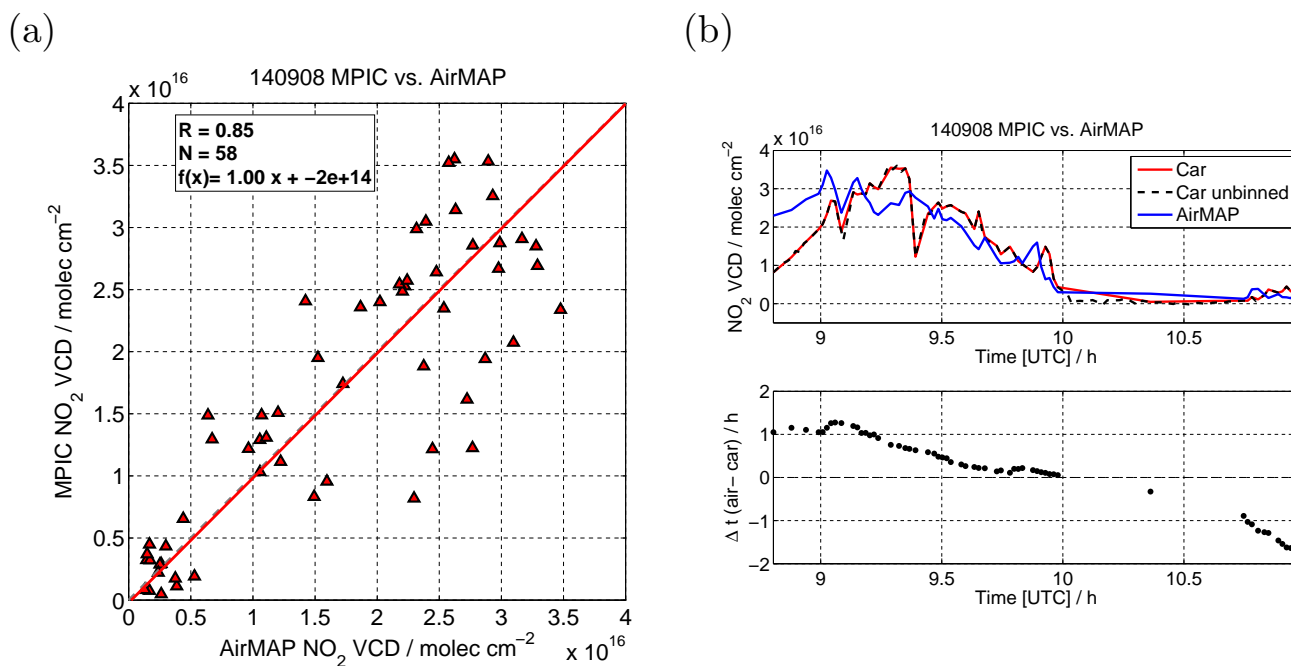 (a)
140908 MPIC vs. AirMAP
x 10^16
R = 0.85
N = 58
f(x)= 1.00 x + −2e+14
MPIC NO₂ VCD / molec cm⁻²
4
3.5
3
2.5
2
1.5
1
0.5
0
0 0.5 1 1.5 2 2.5 3 3.5 4
AirMAP NO₂ VCD / molec cm⁻²
x 10^16
(b)
140908 MPIC vs. AirMAP
x 10^16
Car
Car unbinned
AirMAP
NO₂ VCD / molec cm⁻²
4
3
2
1
0
9 9.5 10 10.5
Time [UTC] / h
Δ t (air− car) / h
2
1
0
−1
−2
9 9.5 10 10.5
Time [UTC] / h